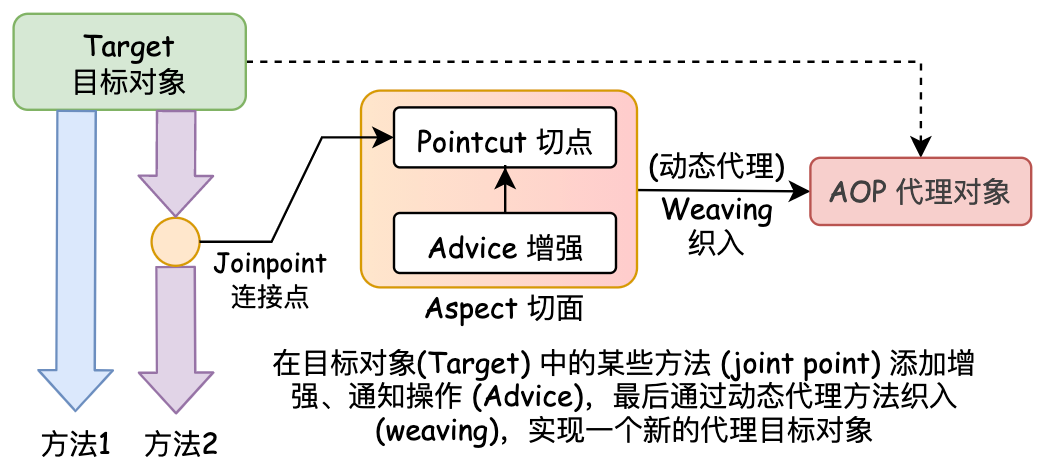 Target
目标对象
Pointcut 切点
(动态代理)
AOP 代理对象
Weaving
织入
Advice 增强
Joinpoint
连接点
Aspect 切面
在目标对象(Target) 中的某些方法 (joint point) 添加增
强、通知操作 (Advice)，最后通过动态代理方法织入
(weaving)，实现一个新的代理目标对象
方法1
方法2